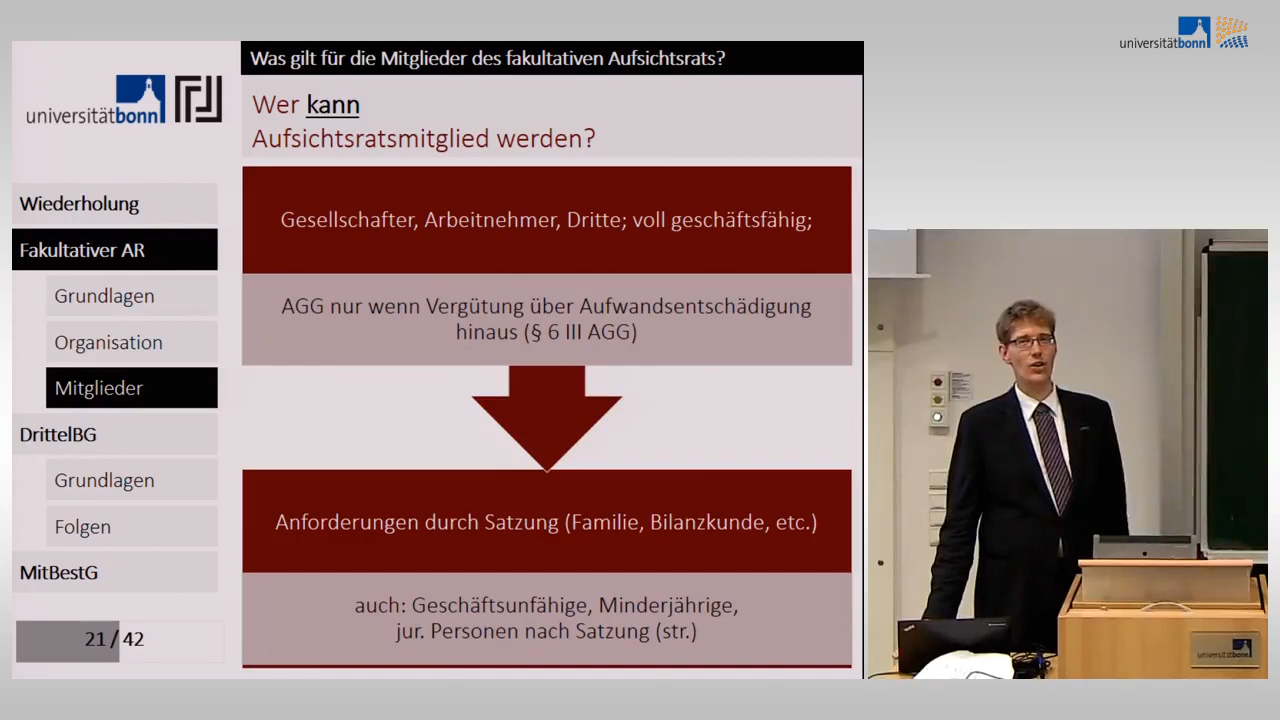 universitätbonn
Was gilt für die Mitglieder des fakultativen Aufsichtsrats?
universitätbonn
Wer kann
Aufsichtsratsmitglied werden?
Wiederholung
Fakultativer AR
Grundlagen
Organisation
Mitglieder
DrittelBG
Grundlagen
Folgen
MitBestG
21 / 42
Gesellschafter, Arbeitnehmer, Dritte; voll geschäftsfähig;
AGG nur wenn Vergütung über Aufwandsentschädigung
hinaus (§ 6 III AGG)
Anforderungen durch Satzung (Familie, Bilanzkunde, etc.)
auch: Geschäftsunfähige, Minderjährige,
jur. Personen nach Satzung (str.)
universitätbonn